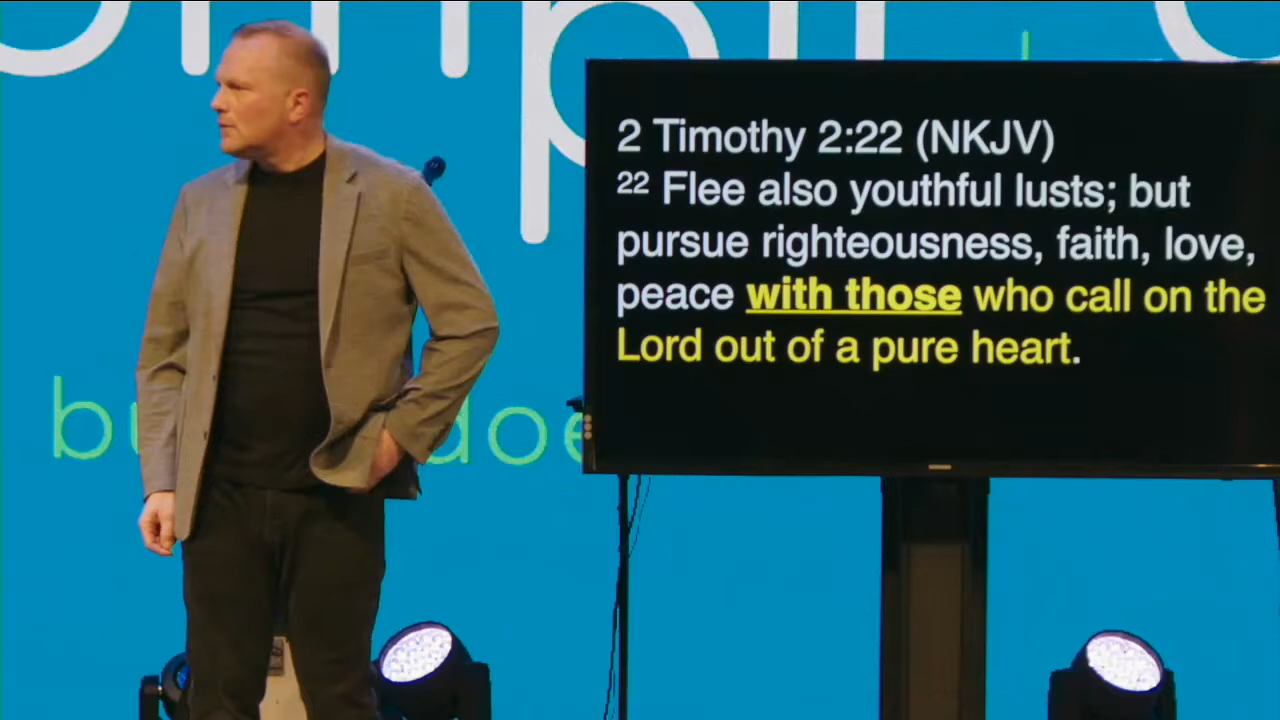 2 Timothy 2:22 (NKJV)
22 Flee also youthful lusts; but
pursue righteousness, faith, love,
peace with those who call on the
Lord out of a pure heart.